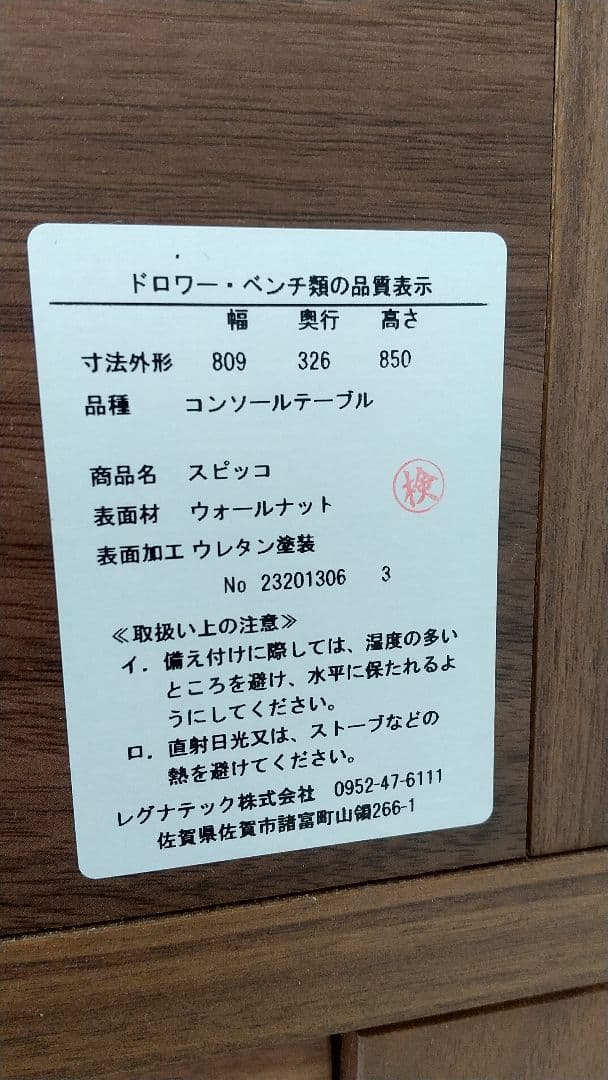 ドロワー・ベンチ類の品質表示
幅 奥行 高さ
寸法外形 809 326 850
品種 コンソールテーブル
商品名 スピッコ
検
表面材 ウォールナット
表面加工 ウレタン塗装
No 23201306 3
≪取扱い上の注意≫
イ．備え付けに際しては、湿度の多い
ところを避け、水平に保たれるよ
うにしてください。
ロ．直射日光又は、ストーブなどの
熱を避けてください。
レグナテック株式会社 0952-47-6111
佐賀県佐賀市諸富町山領266-1